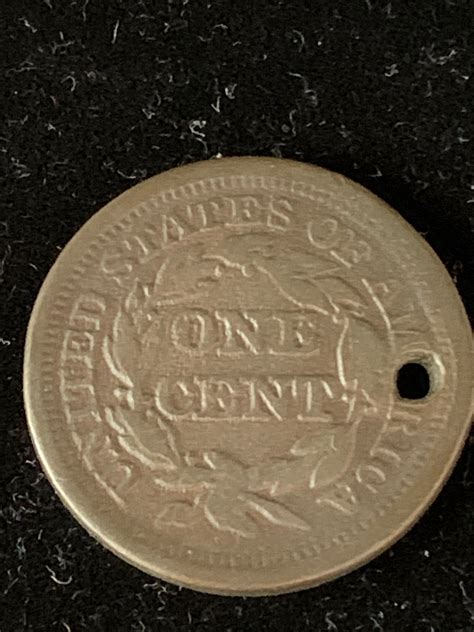 UNITED STATES OF AMERICA
ONE
CENT